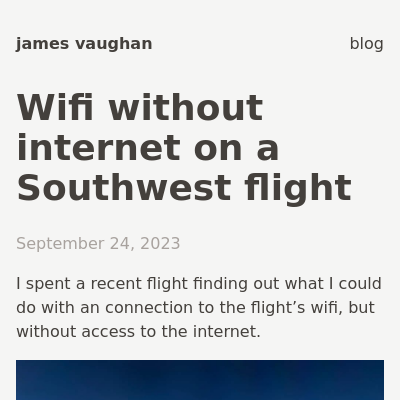 james vaughan
blog
Wifi without
internet on a
Southwest flight
September 24, 2023
I spent a recent flight finding out what I could
do with an connection to the flight’s wifi, but
without access to the internet.